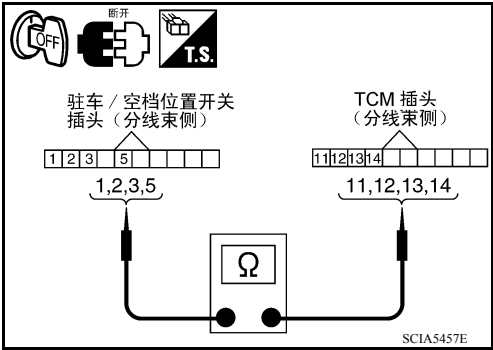 OFF
断开
T.S.
驻车/空档位置开关
插头（分线束侧）
1 2 3 5
1,2,3,5
TCM 插头
（分线束侧）
11 12 13 14
11,12,13,14
Ω
SCIA5457E